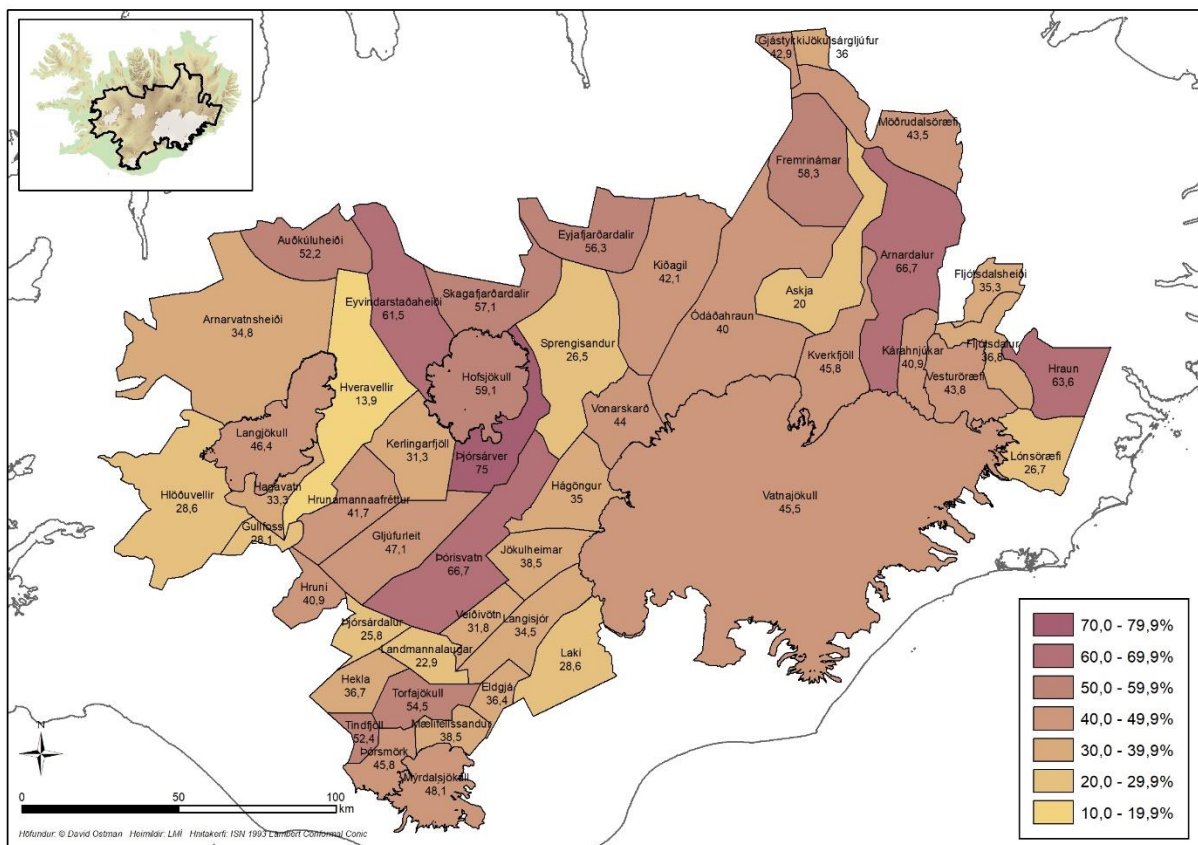 Gjástykki
42,9
Jökulsárgljúfur
36
Möðrudalsöræfi
43,5
Fremrinámar
58,3
Auðkúluheiði
52,2
Eyjafjarðardalir
56,3
Kiðagil
42,1
Arnardalur
66,7
Fljótsdalsheiði
35,3
Eyvindarstaðaheiði
61,5
Skagafjarðardalir
57,1
Askja
20
Arnarvatnsheiði
34,8
Ódáðahraun
40
Sprengisandur
26,5
Kverkfjöll
45,8
Kárahnjúkar
40,9
Fljótsdalur
36,8
Vesturöræfi
43,8
Hraun
63,6
Hveravellir
13,9
Hofsjökull
59,1
Vonarskarð
44
Langjökull
46,4
Kerlingarfjöll
31,3
Þjórsárver
75
Lónsöræfi
26,7
Hlöðuvellir
28,6
Hagavatn
33,3
Hrunamannaafréttur
41,7
Hágöngur
35
Vatnajökull
45,5
Gullfoss
28,1
Gljúfurleit
47,1
Þórisvatn
66,7
Jökulheimar
38,5
Hruni
40,9
Þjórsárdalur
25,8
Veiðivötn
31,8
Langisjór
34,5
Landmannalaugar
22,9
Laki
28,6
Hekla
36,7
Torfajökull
54,5
Eldgjá
36,4
Tindfjöll
52,4
Mælifellssandur
38,5
Þórsmörk
45,8
Mýrdalsjökull
48,1
70,0 - 79,9%
60,0 - 69,9%
50,0 - 59,9%
40,0 - 49,9%
30,0 - 39,9%
20,0 - 29,9%
10,0 - 19,9%
N
0 50 100
km
Höfundur: © David Ostman Heimildir: LMÍ Hnitakerfi: ISN 1993 Lambert Conformal Conic